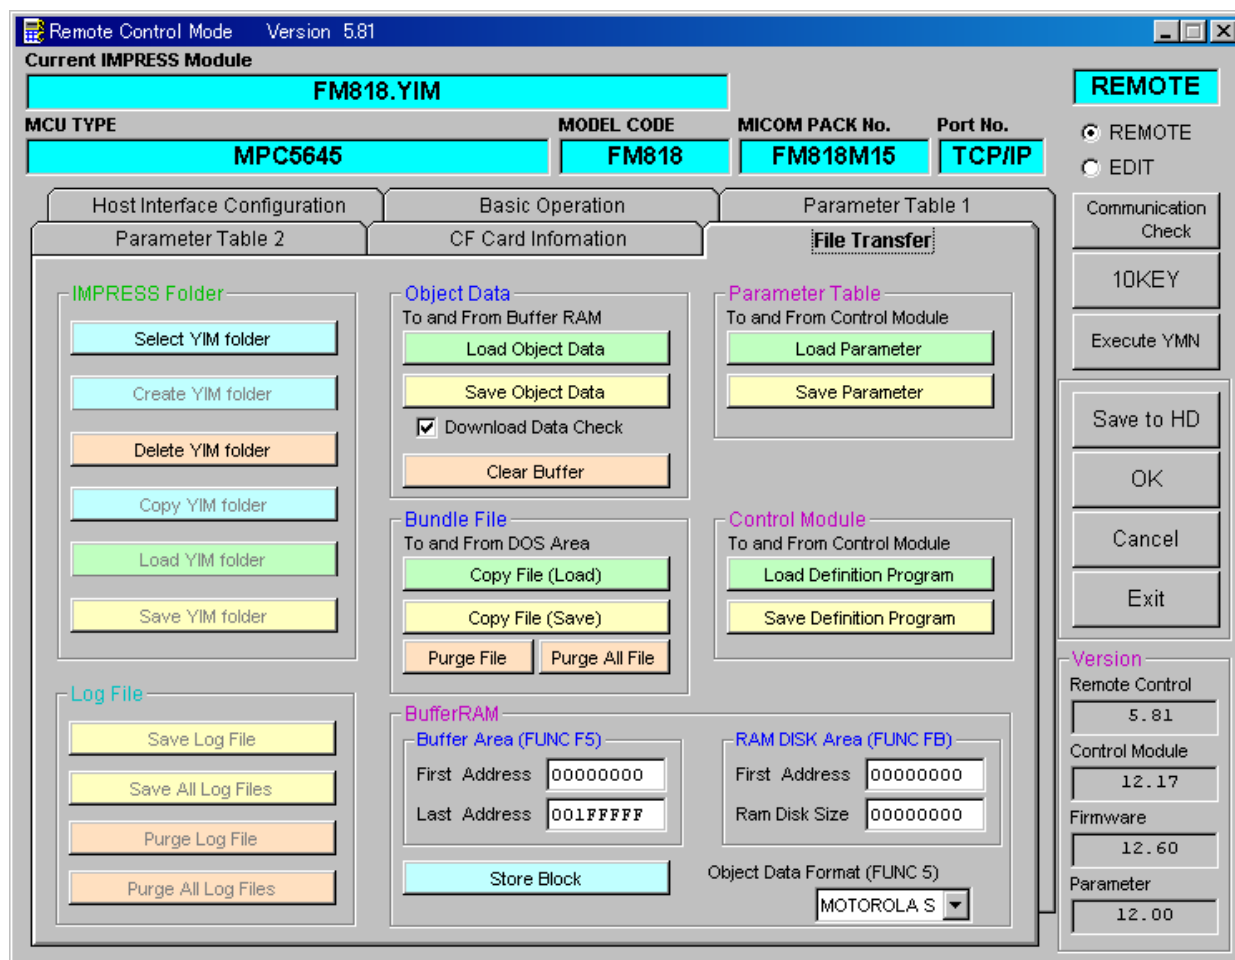 Remote Control Mode Version 5.81
Current IMPRESS Module
FM818.YIM
REMOTE
MCU TYPE
MODEL CODE
MICOM PACK No.
Port No.
MPC5645
FM818
FM818M15
TCP/IP
REMOTE
EDIT
Host Interface Configuration
Basic Operation
Parameter Table 1
Parameter Table 2
CF Card Infomation
File Transfer
Communication
Check
10KEY
Execute YMN
Save to HD
OK
Cancel
Exit
IMPRESS Folder
Select YIM folder
Create YIM folder
Delete YIM folder
Copy YIM folder
Load YIM folder
Save YIM folder
Log File
Save Log File
Save All Log Files
Purge Log File
Purge All Log Files
Object Data
To and From Buffer RAM
Load Object Data
Save Object Data
Download Data Check
Clear Buffer
Bundle File
To and From DOS Area
Copy File (Load)
Copy File (Save)
Purge File
Purge All File
Parameter Table
To and From Control Module
Load Parameter
Save Parameter
Control Module
To and From Control Module
Load Definition Program
Save Definition Program
BufferRAM
Buffer Area (FUNC F5)
First Address 00000000
Last Address 001FFFFF
RAM DISK Area (FUNC FB)
First Address 00000000
Ram Disk Size 00000000
Store Block
Object Data Format (FUNC 5)
MOTOROLA S
Version
Remote Control
5.81
Control Module
12.17
Firmware
12.60
Parameter
12.00